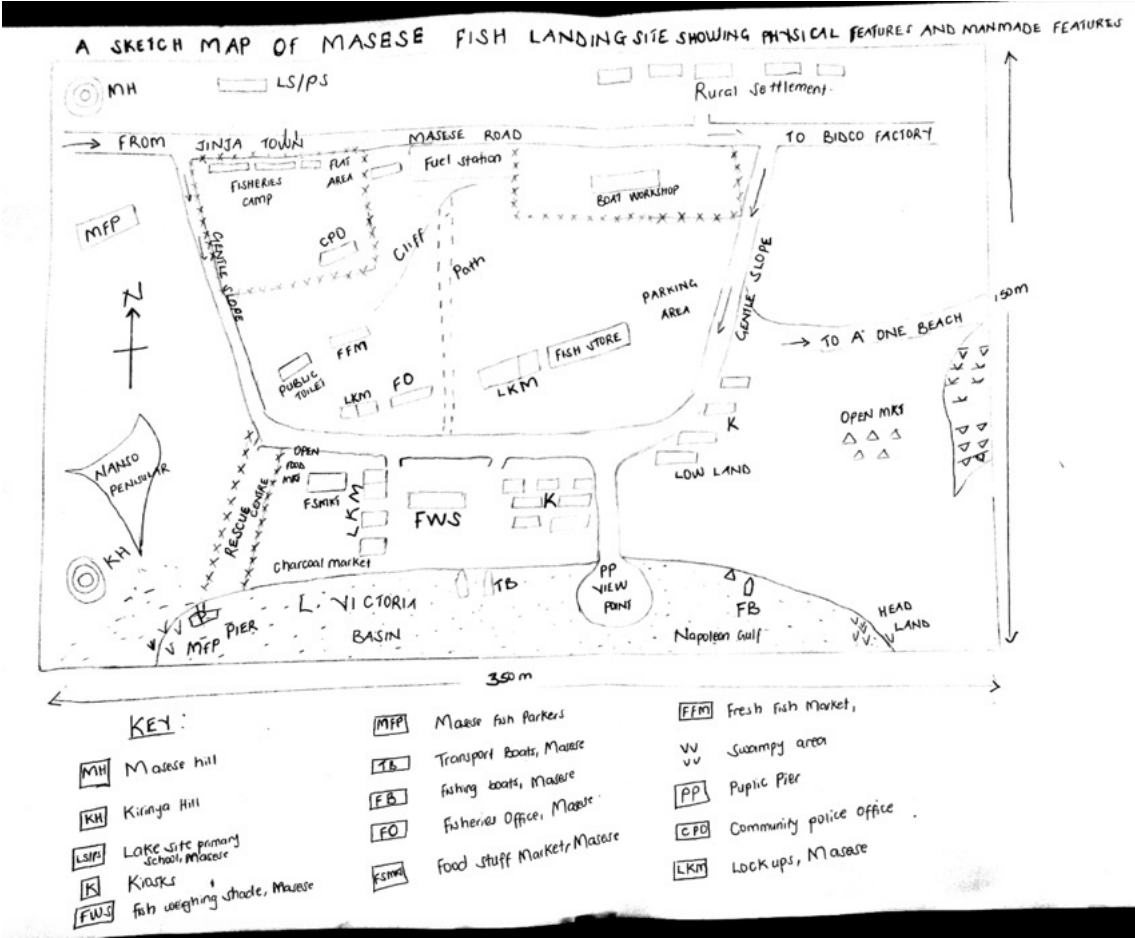 A SKETCH MAP OF MASESE FISH LANDING SITE SHOWING PHYSICAL FEATURES AND MANMADE FEATURES
MH
LS/PS
Rural Settlement.
FROM JINJA TOWN
MASESE ROAD
TO BIDCO FACTORY
FISHERIES
CAMP
FLAT
AREA
Fuel Station
BOAT WORKSHOP
MFP
CPO
Cliff
Path
GENTLE SLOPE
GENTLE SLOPE
PARKING
AREA
150m
N
TO A ONE BEACH
FFM
PUBLIC
TOILET
LKM
FO
LKM
FISH STORE
K
OPEN MKT
LOW LAND
NANSO
PENISULAR
OPEN
FOOD
MKT
FSMKT
LKM
FWS
K
RESCUE CENTRE
KH
Charcoal market
TB
PP
VIEW
POINT
FB
HEAD
LAND
L. VICTORIA
BASIN
Napolean Gulf
P
PIER
MFP
350m
KEY :
MH Masese hill
KH Kirinya Hill
LS/PS Lake site primary
school, Masese
K Kiosks
FWS fish weighing shade, Masese
MFP Masese Fish Parkers
TB Transport Boats, Masese
FB Fishing boats, Masese
FO Fisheries Office, Masese
FSMKT Food Stuff Market, Masese
FFM Fresh Fish Market,
Swampy area
PP Puplic Pier
CPO Community police office
LKM Lock ups, Masese